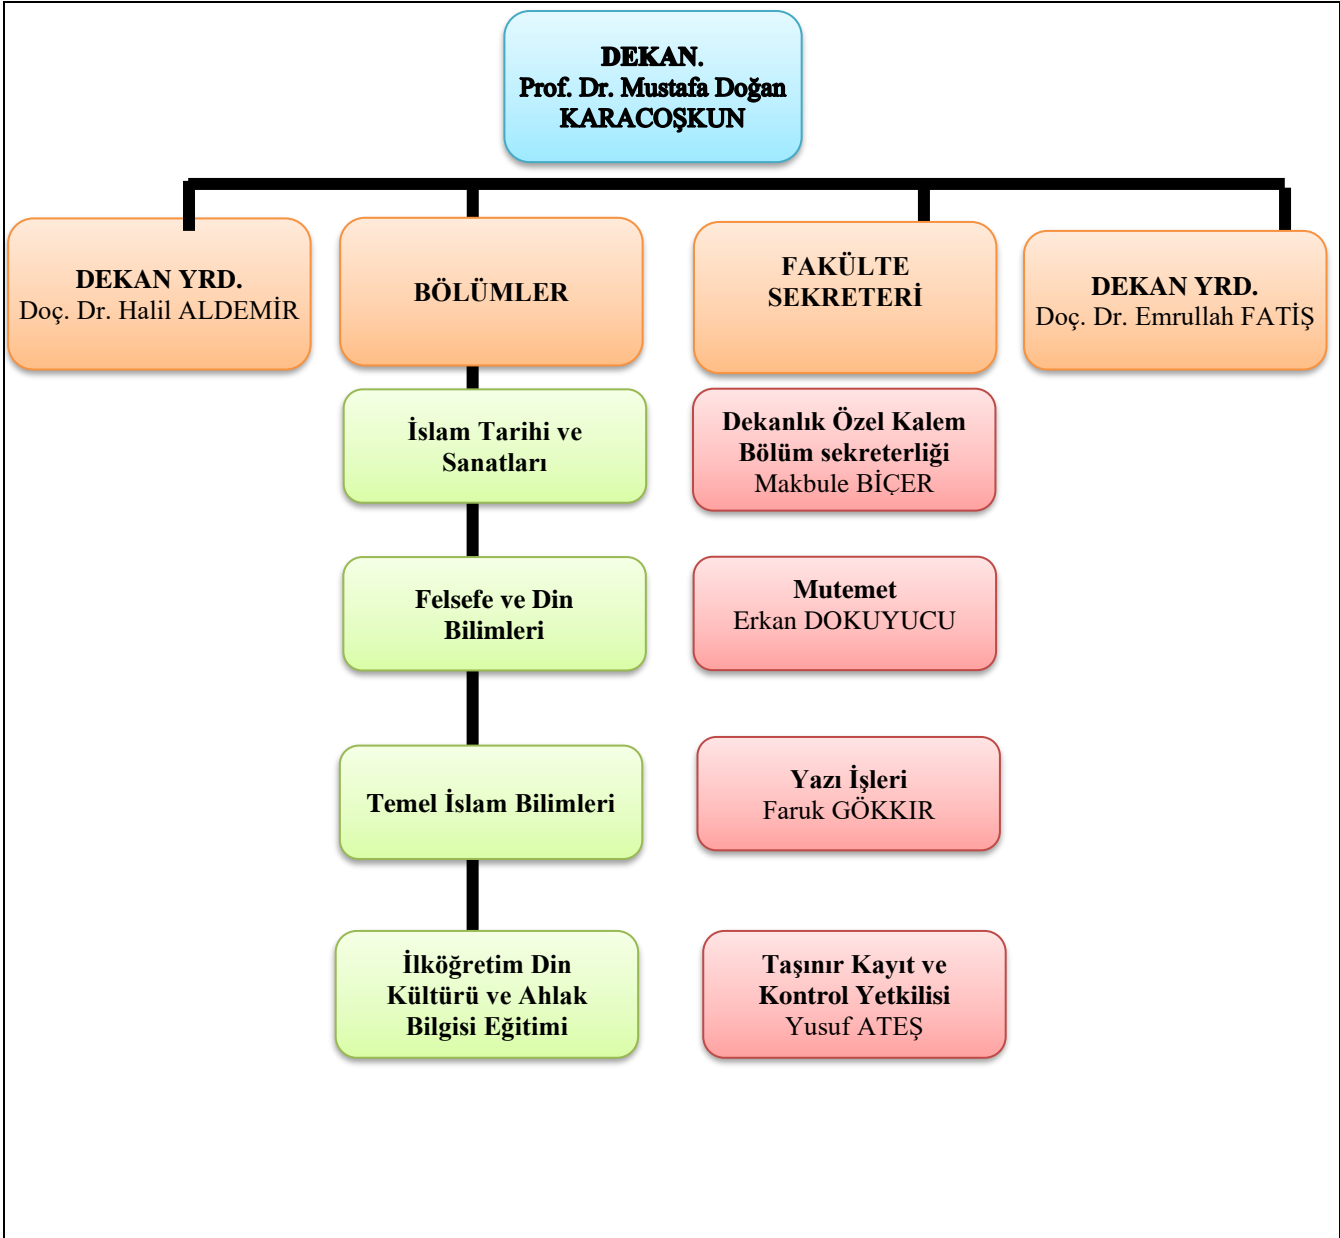 DEKAN.
Prof. Dr. Mustafa Doğan
KARACOŞKUN
DEKAN YRD.
Doç. Dr. Halil ALDEMİR
BÖLÜMLER
FAKÜLTE
SEKRETERİ
DEKAN YRD.
Doç. Dr. Emrullah FATİŞ
İslam Tarihi ve
Sanatları
Dekanlık Özel Kalem
Bölüm sekreterliği
Makbule BİÇER
Felsefe ve Din
Bilimleri
Mutemet
Erkan DOKUYUCU
Temel İslam Bilimleri
Yazı İşleri
Faruk GÖKKIR
İlköğretim Din
Kültürü ve Ahlak
Bilgisi Eğitimi
Taşınır Kayıt ve
Kontrol Yetkilisi
Yusuf ATEŞ